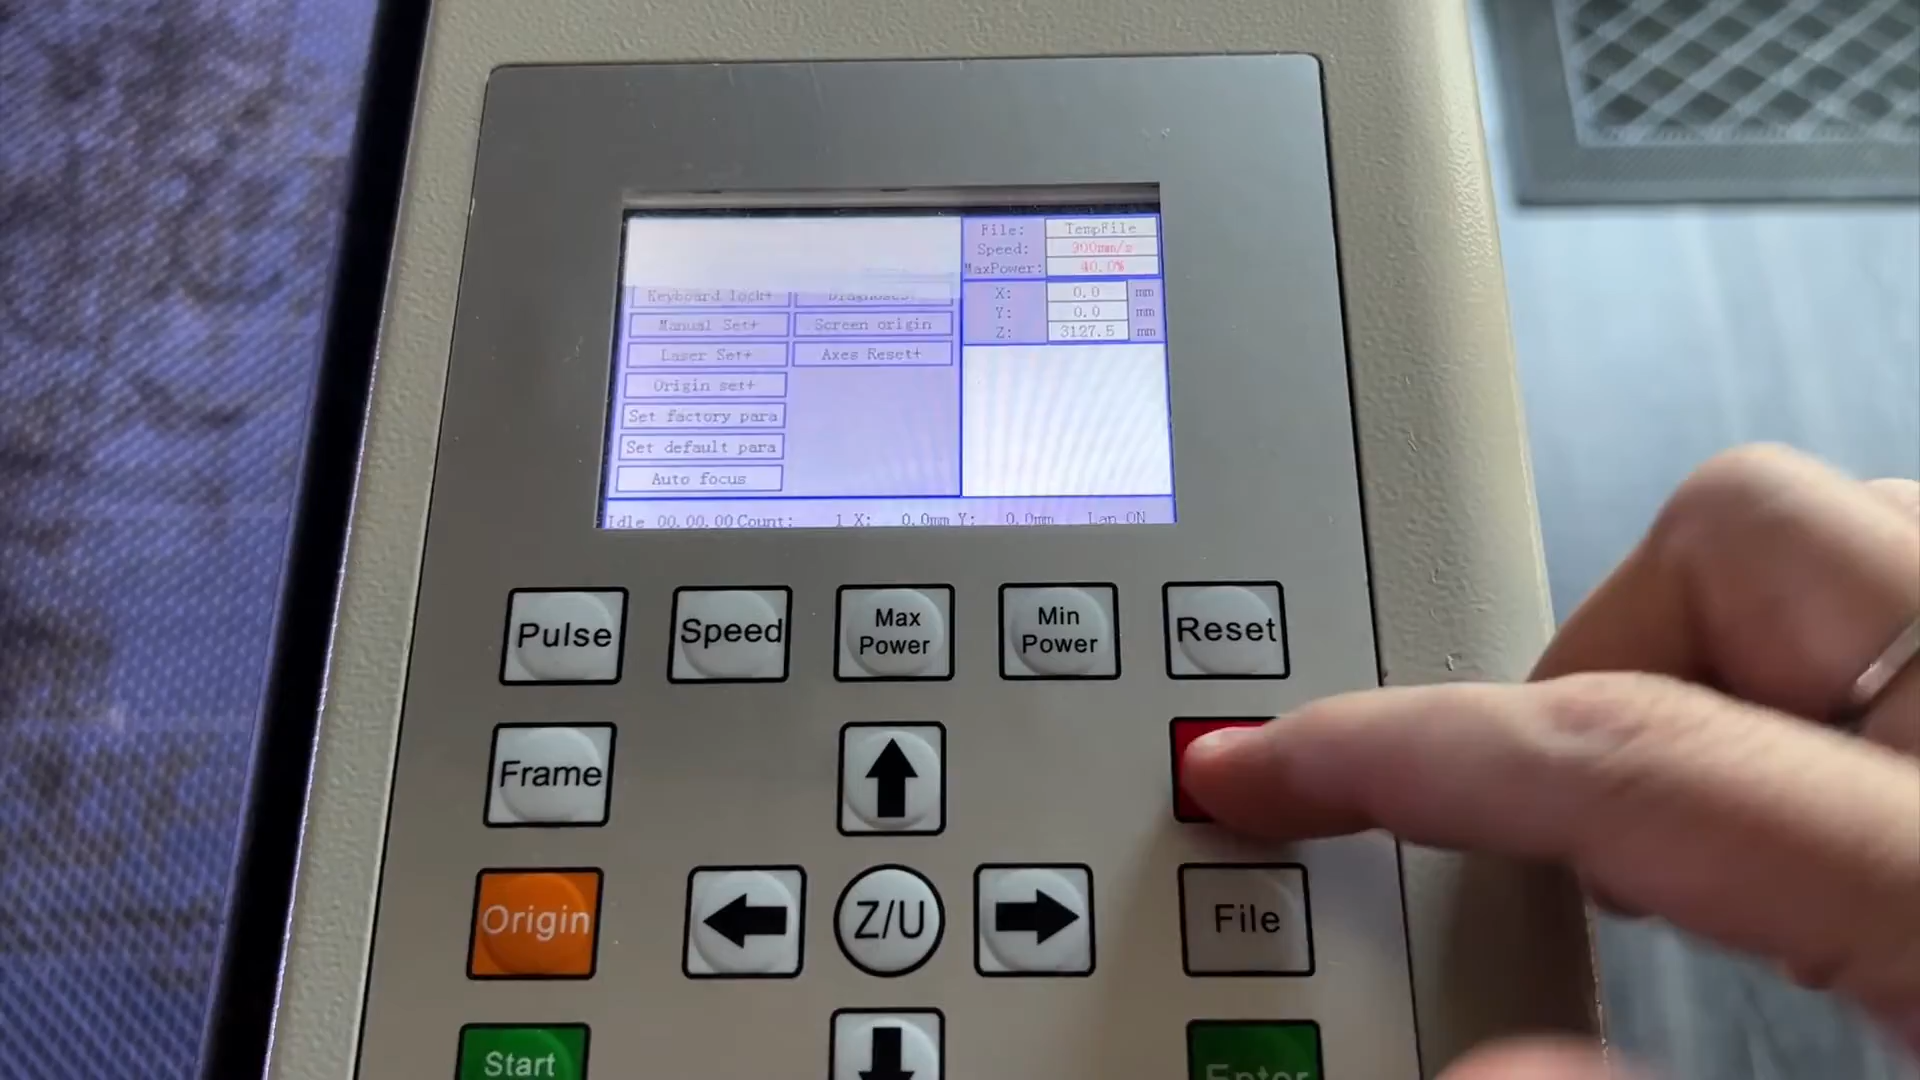 File: TempFile
Speed: 300mm/s
MaxPower: 40.0%
Keyboard lock+ Diagnoses+
X: 0.0 mm
Manual Set+ Screen origin
Y: 0.0 mm
Z: 3127.5 mm
Laser Set+ Axes Reset+
Origin set+
Set factory para
Set default para
Auto focus
Idle 00.00.00 Count: 1 X: 0.0mm Y: 0.0mm Lan ON
Pulse
Speed
Max
Power
Min
Power
Reset
Frame
Origin
Z/U
File
Start
Enter